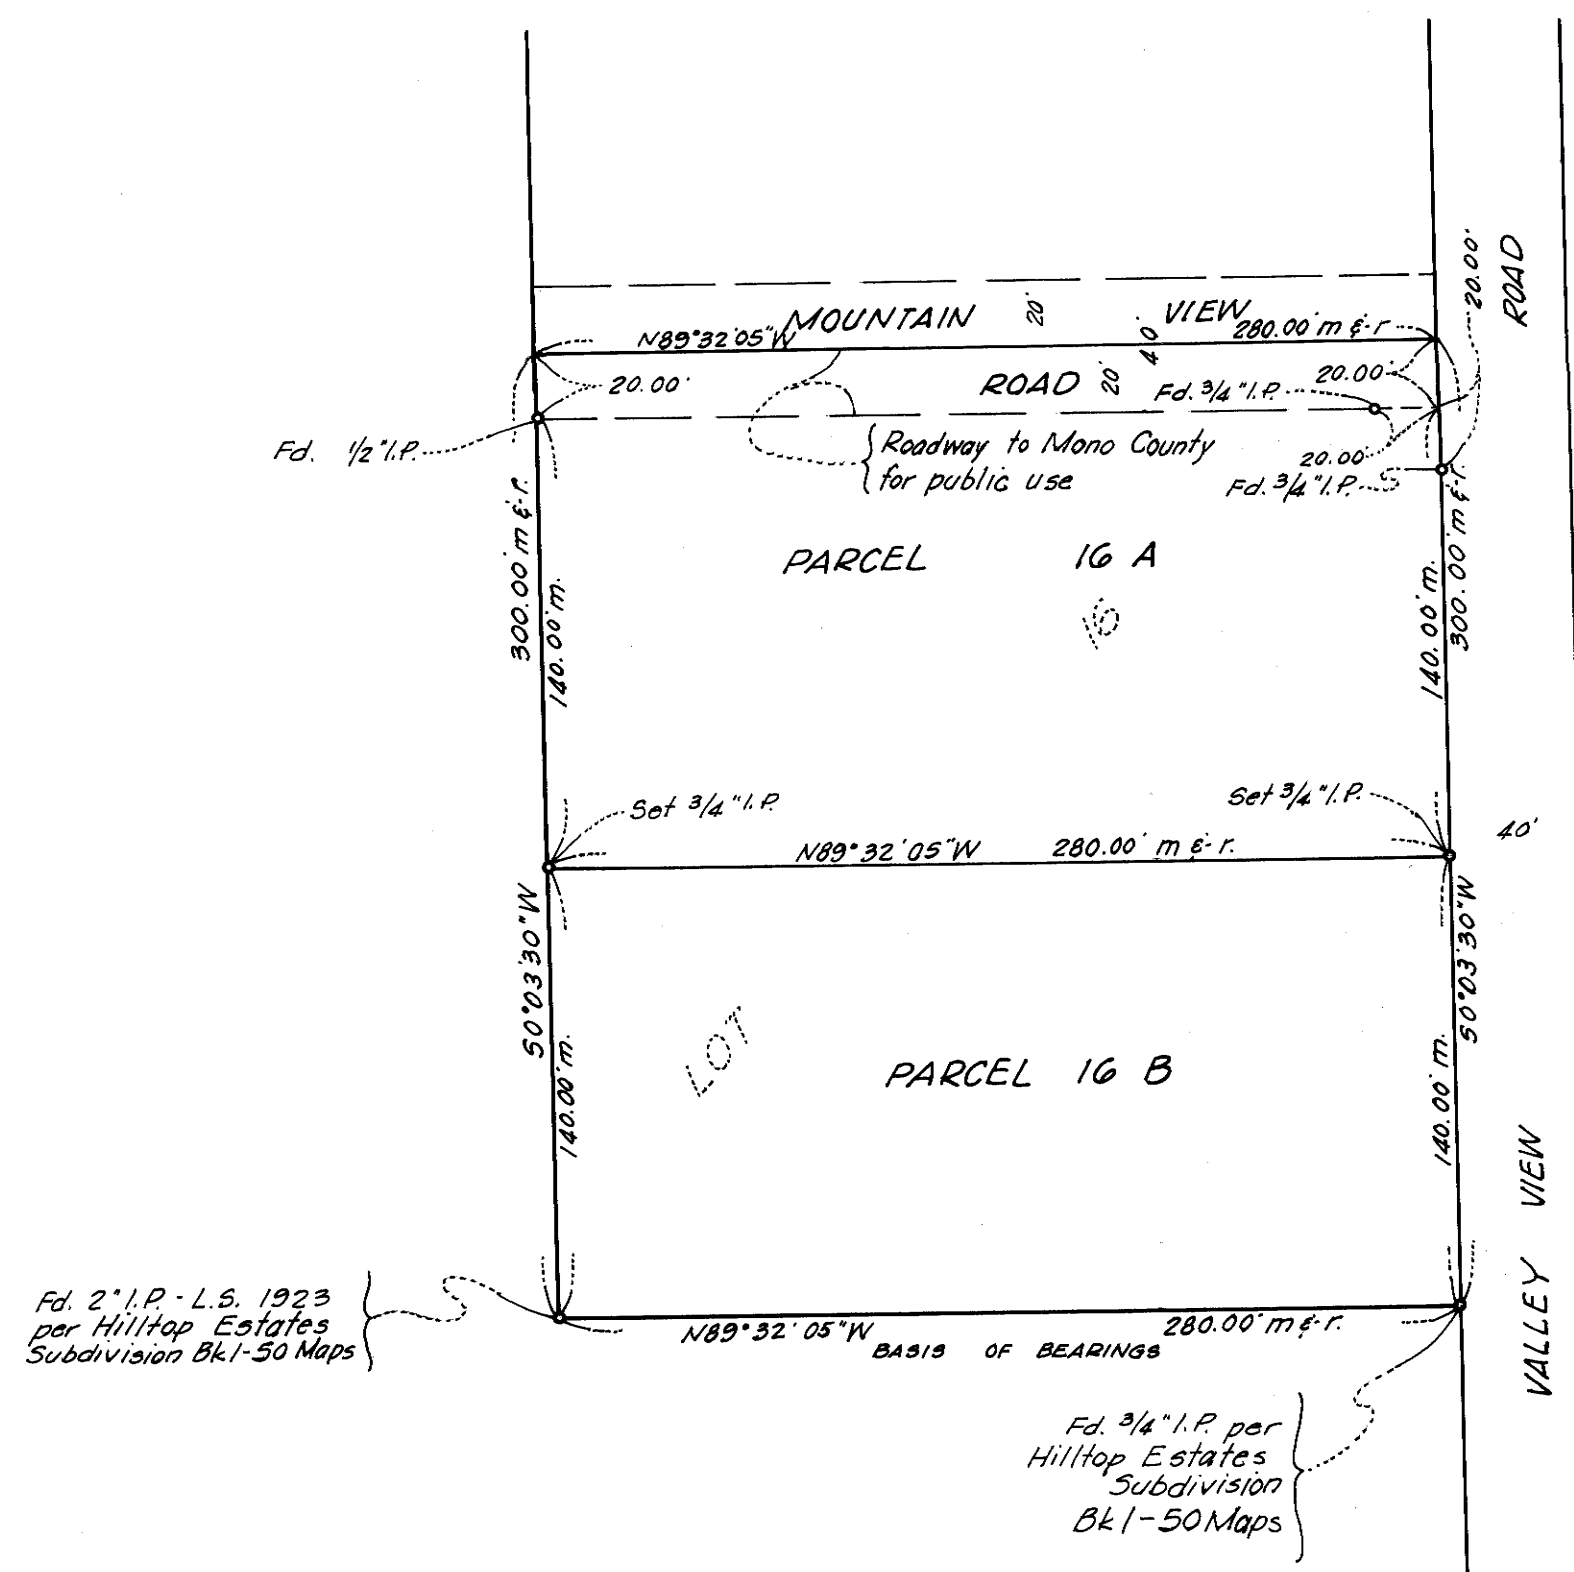 20.00'
ROAD
MOUNTAIN 20' VIEW
N89°32'05"W
280.00' m & r
40'
20.00'
ROAD
20'
Fd. 3/4" I.P.
20.00'
Fd. 1/2" I.P.
Roadway to Mono County
for public use
20.00'
Fd. 3/4" I.P.
300.00' m & r.
140.00' m.
PARCEL 16 A
16
140.00' m.
300.00' m & r.
Set 3/4" I.P.
Set 3/4" I.P.
40'
N89°32'05"W 280.00' m & r.
S0°03'30"W
S0°03'30"W
LOT
140.00' m.
PARCEL 16 B
140.00' m.
VALLEY VIEW
Fd. 2" I.P. - L.S. 1923
per Hilltop Estates
Subdivision Bk 1-50 Maps
N89°32'05"W
280.00' m & r.
BASIS OF BEARINGS
Fd. 3/4" I.P. per
Hilltop Estates
Subdivision
Bk 1-50 Maps